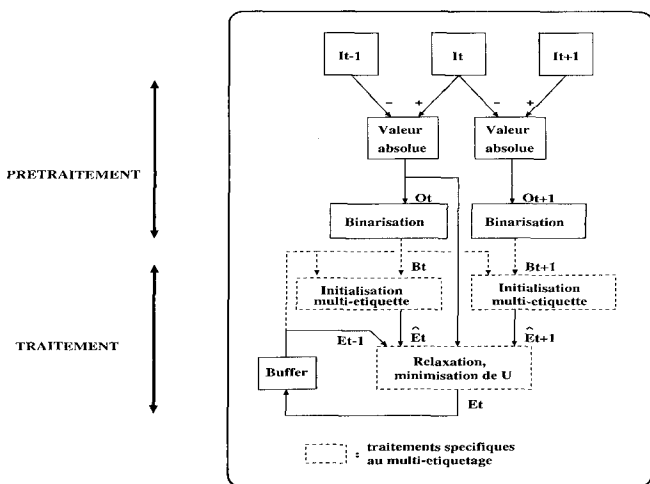 It-1 It It+1
- + - +
Valeur
absolue
Valeur
absolue
PRETRAITEMENT
Ot Ot+1
Binarisation Binarisation
Bt Bt+1
Initialisation
multi-etiquette
Initialisation
multi-etiquette
TRAITEMENT
Et-1 Êt Êt+1
Buffer
Relaxation,
minimisation de U
Et
: traitements specifiques
au multi-etiquetage